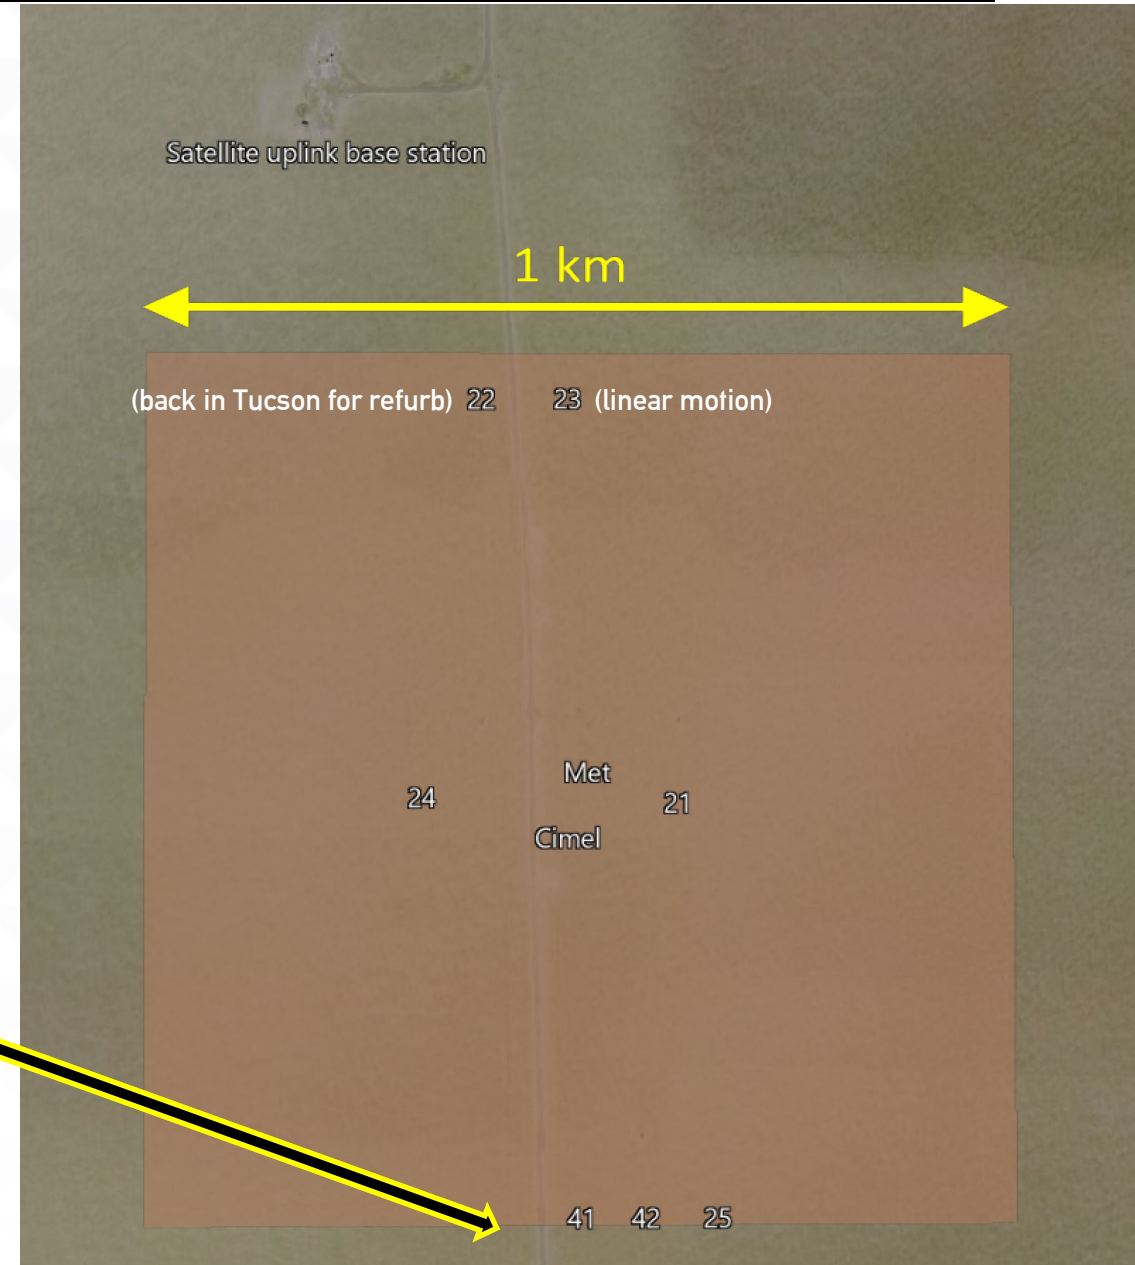 Satellite uplink base station
1 km
(back in Tucson for refurb) 22 23 (linear motion)
Met
24 21
Cimel
41 42 25